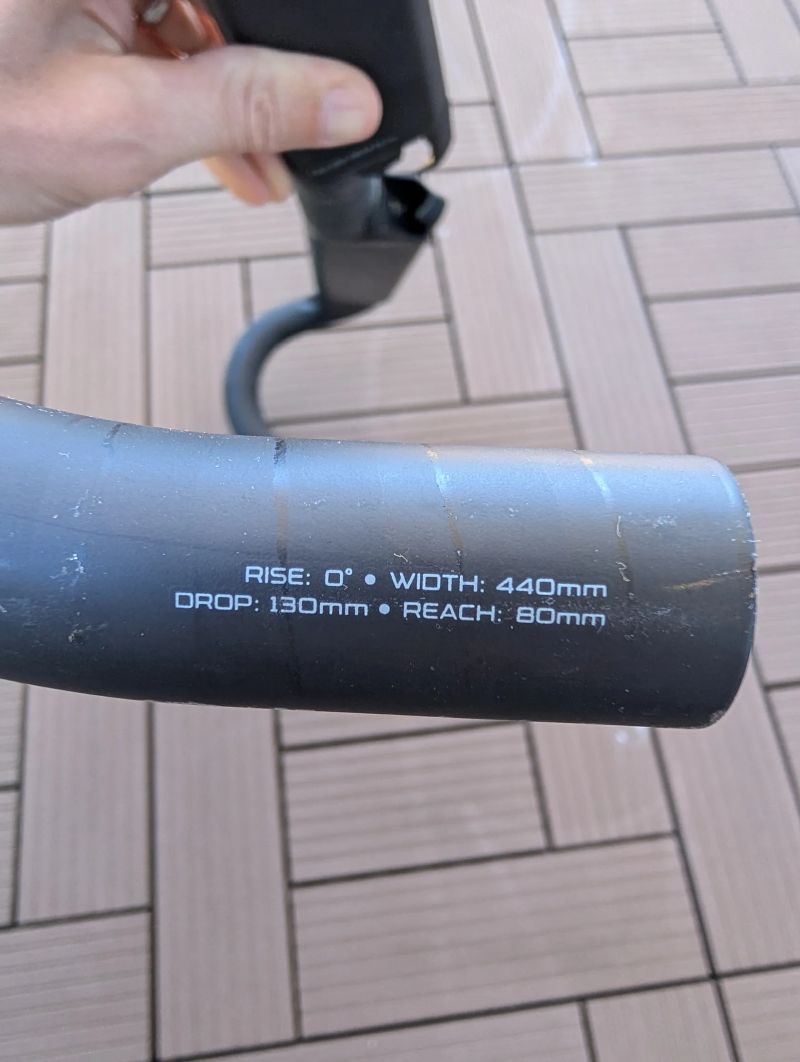 RISE: 0° • WIDTH: 440mm
DROP: 130mm • REACH: 80mm